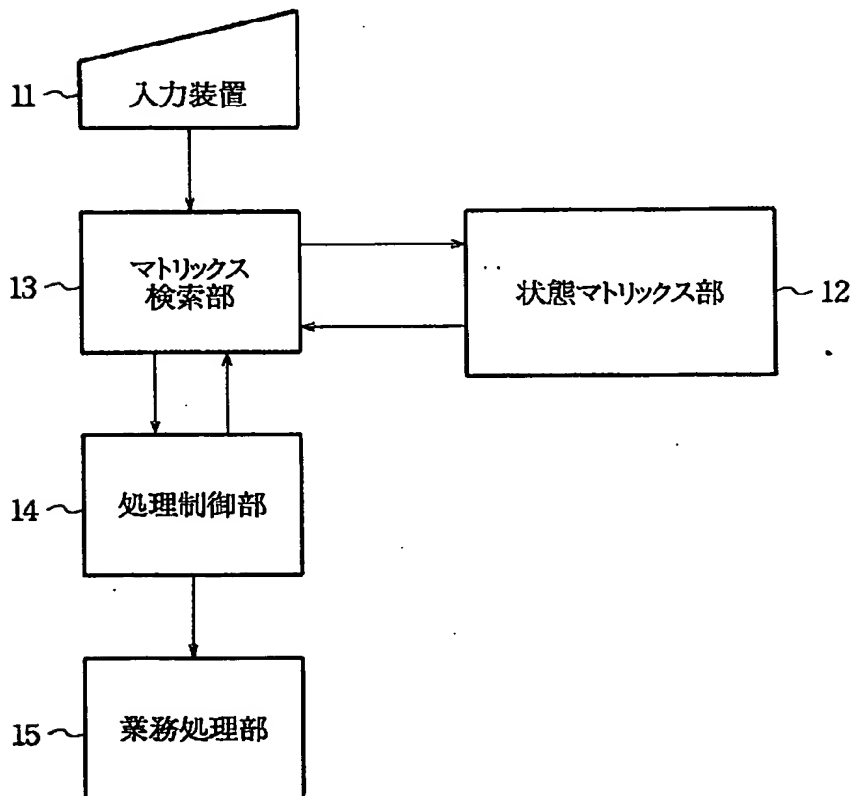 11
入力装置
13
マトリックス
検索部
状態マトリックス部
12
14
処理制御部
15
業務処理部